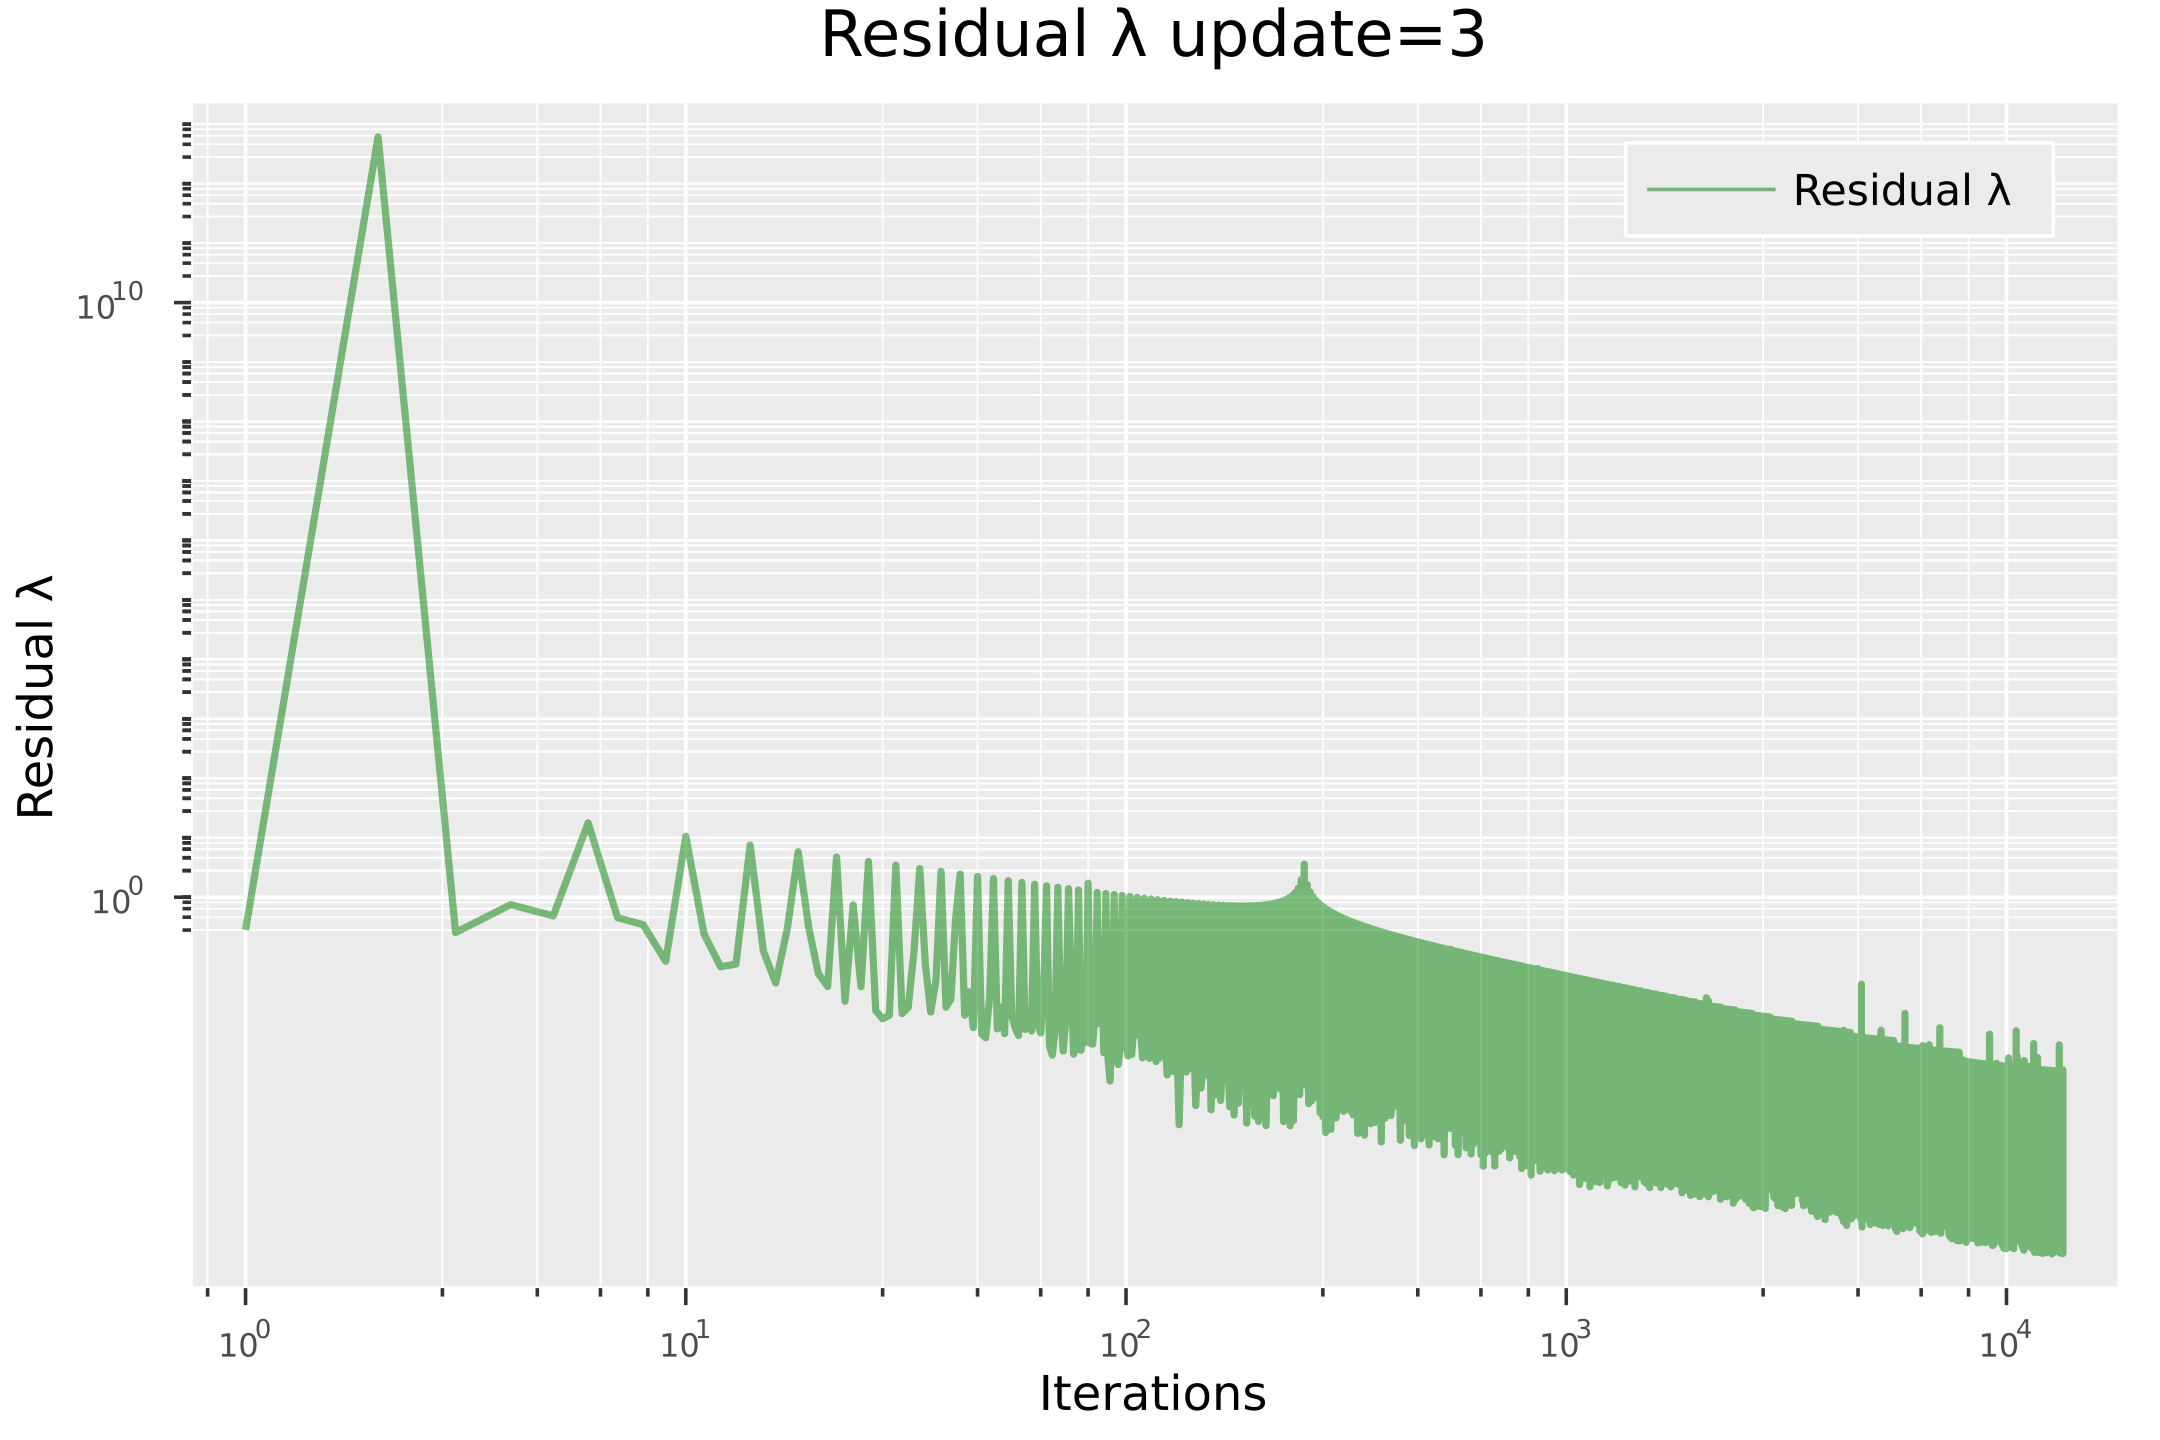 Residual λ update=3
Residual λ
10^10
10^0
Residual λ
10^0 10^1 10^2 10^3 10^4
Iterations